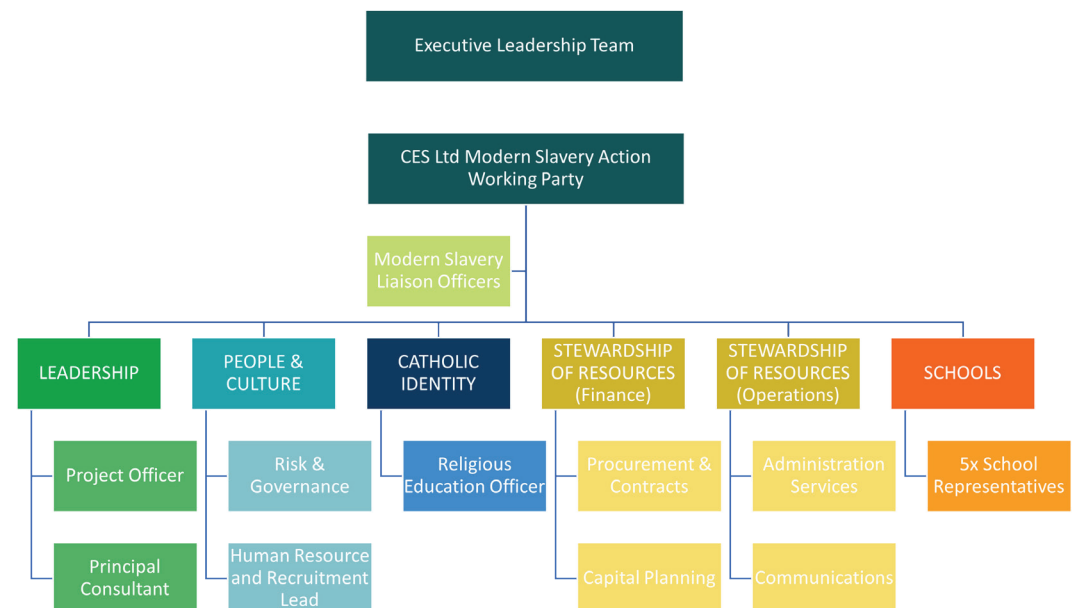 Executive Leadership Team
CES Ltd Modern Slavery Action
Working Party
Modern Slavery
Liaison Officers
LEADERSHIP
PEOPLE &
CULTURE
CATHOLIC
IDENTITY
STEWARDSHIP
OF RESOURCES
(Finance)
STEWARDSHIP
OF RESOURCES
(Operations)
SCHOOLS
Project Officer
Risk &
Governance
Religious
Education Officer
Procurement &
Contracts
Administration
Services
5x School
Representatives
Principal
Consultant
Human Resource
and Recruitment
Lead
Capital Planning
Communications